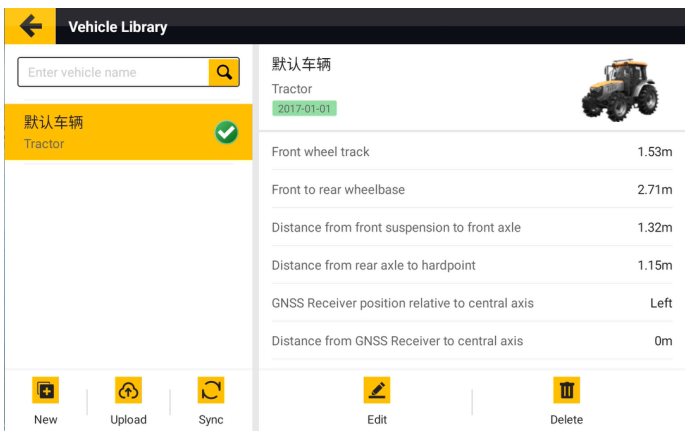 Vehicle Library
Enter vehicle name
默认车辆
Tractor
默认车辆
Tractor
2017-01-01
Front wheel track 1.53m
Front to rear wheelbase 2.71m
Distance from front suspension to front axle 1.32m
Distance from rear axle to hardpoint 1.15m
GNSS Receiver position relative to central axis Left
Distance from GNSS Receiver to central axis 0m
New Upload Sync Edit Delete